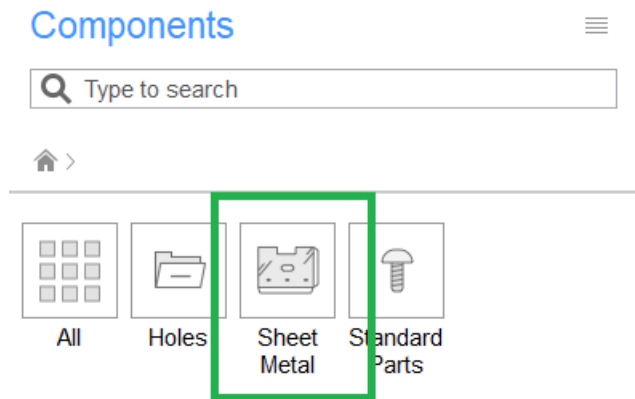 Components
Type to search
All
Holes
Sheet
Metal
Standard
Parts